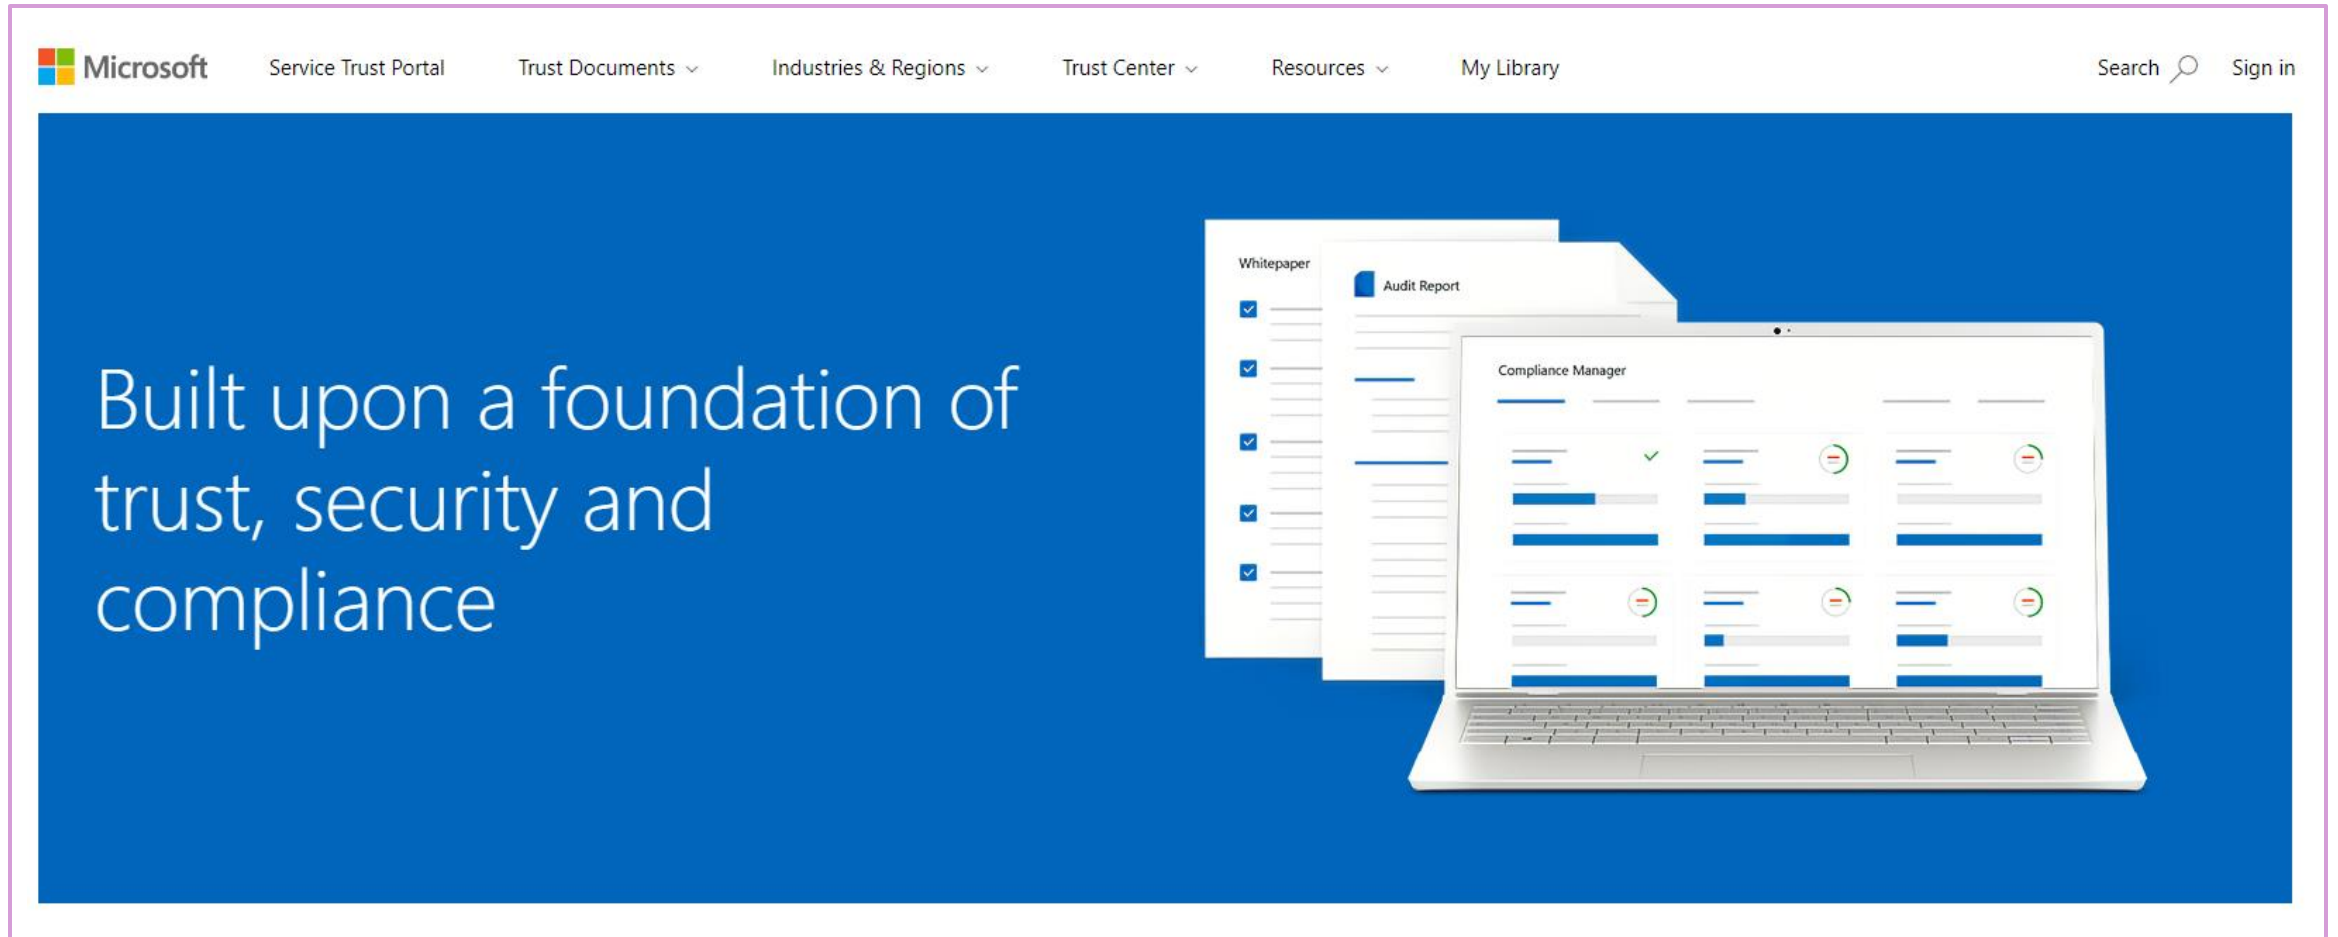 Microsoft Service Trust Portal Trust Documents Industries & Regions Trust Center Resources My Library Search Sign in
Built upon a foundation of
trust, security and
compliance
Whitepaper
Audit Report
Compliance Manager